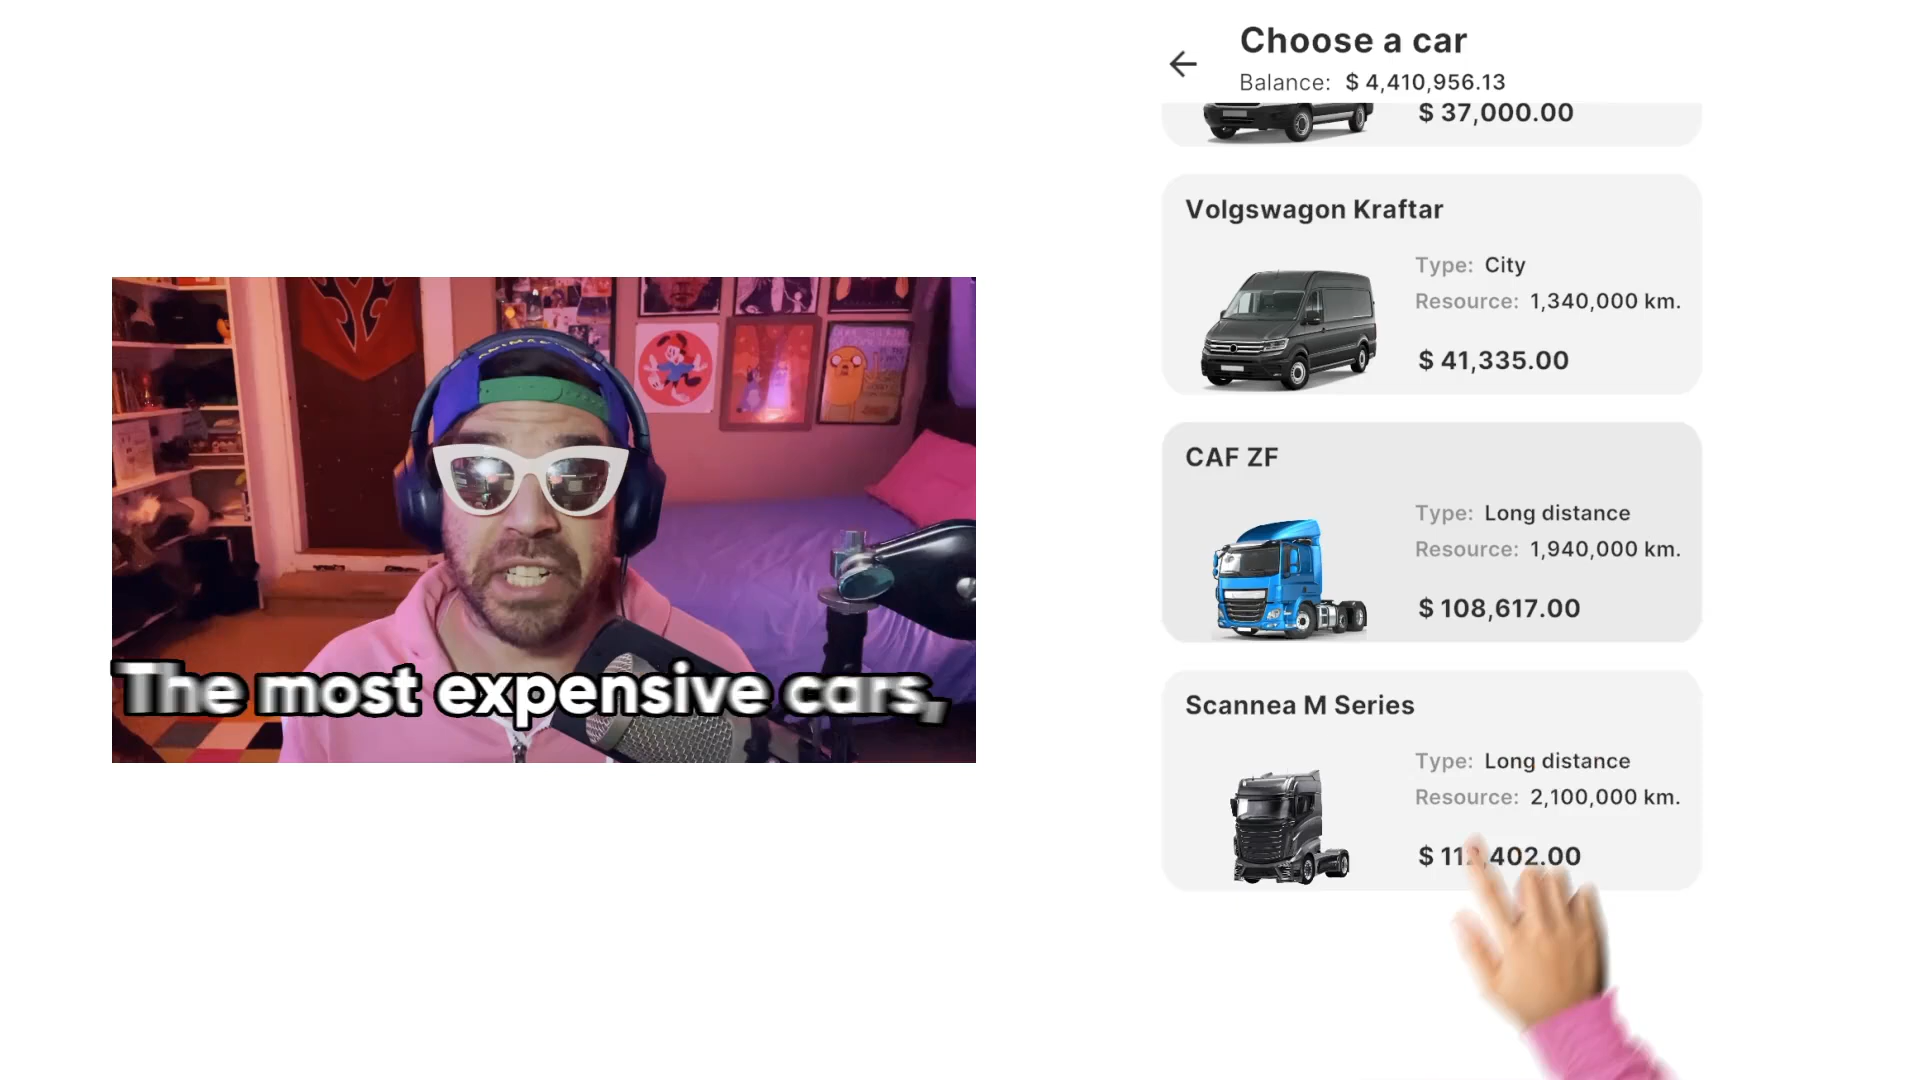 Choose a car
Balance: $ 4,410,956.13
$ 37,000.00
Volgswagon Kraftar
Type: City
Resource: 1,340,000 km.
$ 41,335.00
CAF ZF
Type: Long distance
Resource: 1,940,000 km.
$ 108,617.00
Scannea M Series
Type: Long distance
Resource: 2,100,000 km.
The most expensive cars,